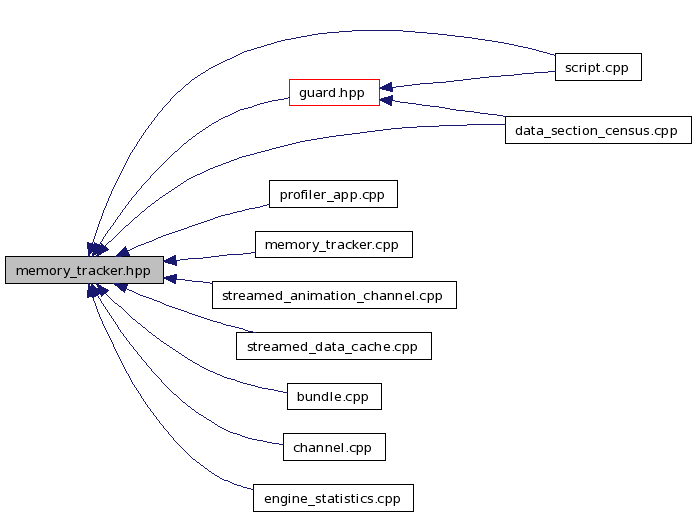 script.cpp
guard.hpp
data_section_census.cpp
profiler_app.cpp
memory_tracker.cpp
memory_tracker.hpp
streamed_animation_channel.cpp
streamed_data_cache.cpp
bundle.cpp
channel.cpp
engine_statistics.cpp